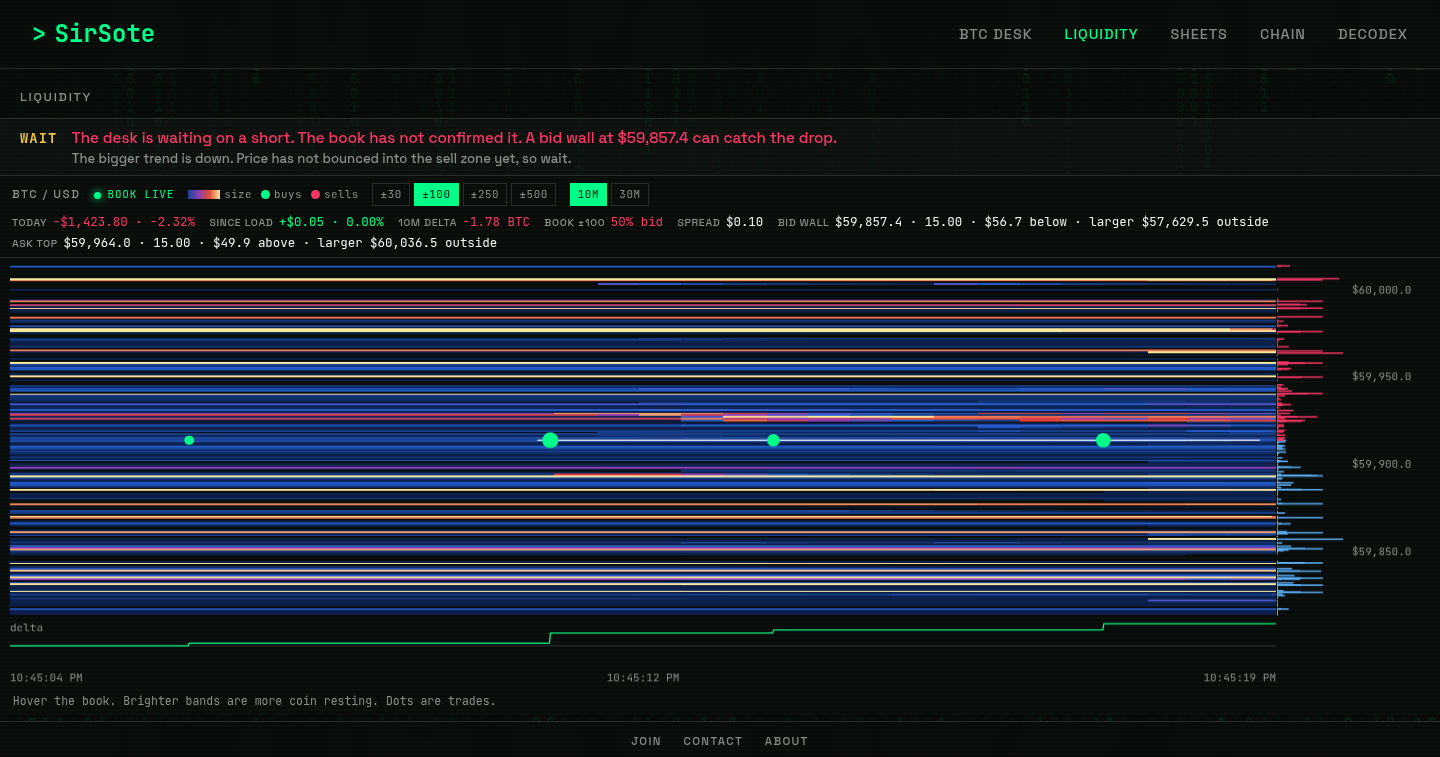 > SirSote
BTC DESK LIQUIDITY SHEETS CHAIN DECODEX
LIQUIDITY
WAIT The desk is waiting on a short. The book has not confirmed it. A bid wall at $59,857.4 can catch the drop.
The bigger trend is down. Price has not bounced into the sell zone yet, so wait.
BTC / USD BOOK LIVE size buys sells ±30 ±100 ±250 ±500 10M 30M
TODAY -$1,423.80 · -2.32% SINCE LOAD +$0.05 · 0.00% 10M DELTA -1.78 BTC BOOK ±100 50% bid SPREAD $0.10 BID WALL $59,857.4 · 15.00 · $56.7 below · larger $57,629.5 outside
ASK TOP $59,964.0 · 15.00 · $49.9 above · larger $60,036.5 outside
$60,000.0
$59,950.0
$59,900.0
$59,850.0
delta
10:45:04 PM 10:45:12 PM 10:45:19 PM
Hover the book. Brighter bands are more coin resting. Dots are trades.
JOIN CONTACT ABOUT